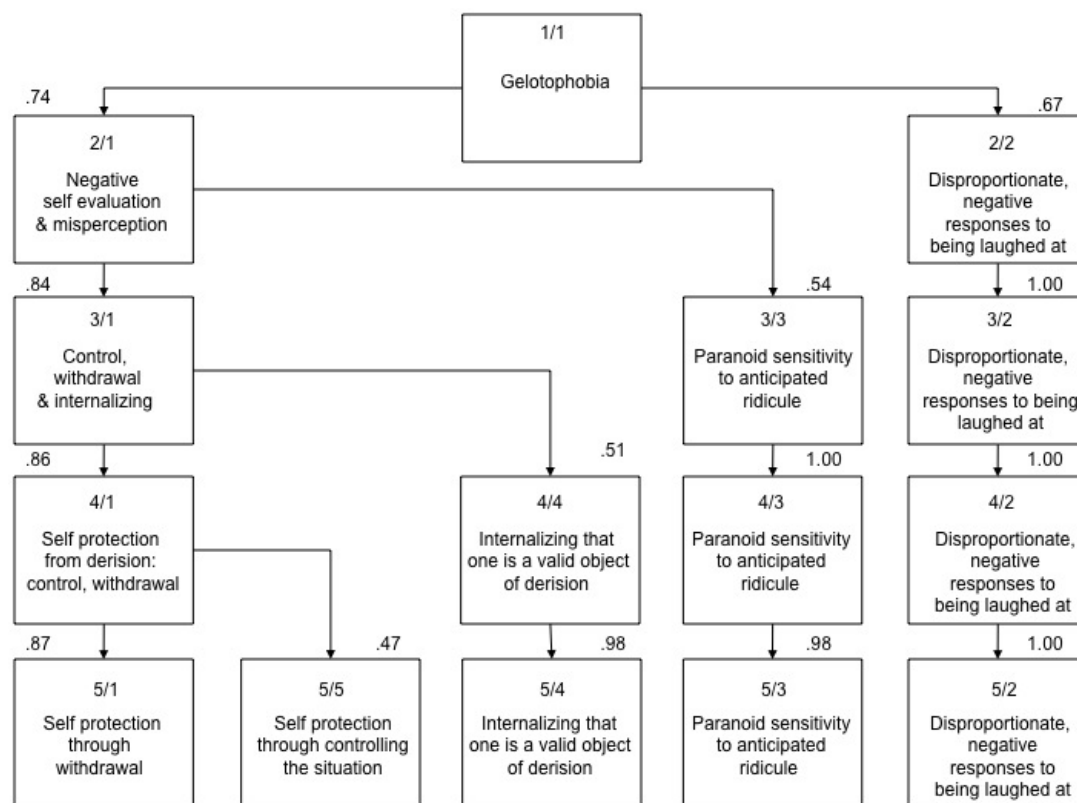 1/1
Gelotophobia
.74
.67
2/1
Negative
self evaluation
& misperception
2/2
Disproportionate,
negative
responses to
being laughed at
.84
.54
1.00
3/1
Control,
withdrawal
& internalizing
3/3
Paranoid sensitivity
to anticipated
ridicule
3/2
Disproportionate,
negative
responses to being
laughed at
.86
.51
1.00
1.00
4/1
Self protection
from derision:
control, withdrawal
4/4
Internalizing that
one is a valid object
of derision
4/3
Paranoid sensitivity
to anticipated
ridicule
4/2
Disproportionate,
negative
responses to
being laughed at
.87
.47
.98
.98
1.00
5/1
Self protection
through
withdrawal
5/5
Self protection
through controlling
the situation
5/4
Internalizing that
one is a valid object
of derision
5/3
Paranoid sensitivity
to anticipated
ridicule
5/2
Disproportionate,
negative
responses to
being laughed at